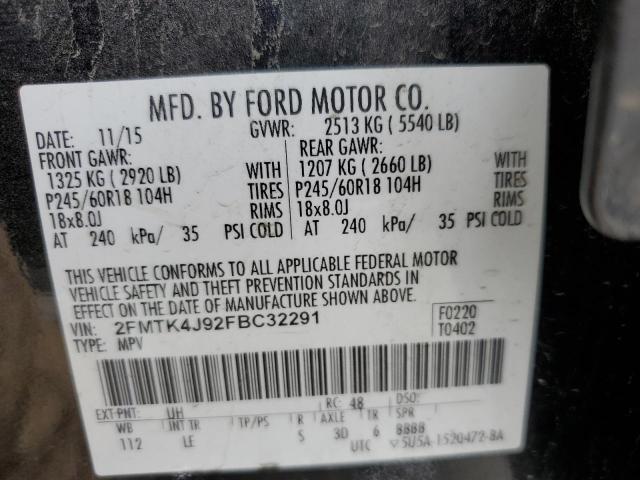 MFD. BY FORD MOTOR CO.
DATE: 11/15 GVWR: 2513 KG ( 5540 LB)
FRONT GAWR: REAR GAWR:
1325 KG ( 2920 LB) WITH 1207 KG ( 2660 LB) WITH
P245/60R18 104H TIRES P245/60R18 104H TIRES
18x8.0J RIMS 18x8.0J RIMS
AT 240 kPa/ 35 PSI COLD AT 240 kPa/ 35 PSI COLD
THIS VEHICLE CONFORMS TO ALL APPLICABLE FEDERAL MOTOR
VEHICLE SAFETY AND THEFT PREVENTION STANDARDS IN
EFFECT ON THE DATE OF MANUFACTURE SHOWN ABOVE.
VIN: 2FMTK4J92FBC32291 F0220
TYPE: MPV T0402
EXT PNT: UH RC: 48 DSO:
WB INT TR TP/PS R AXLE TR SPR
112 LE S 3D 6 8888
UTC 5U5A-1520472-BA